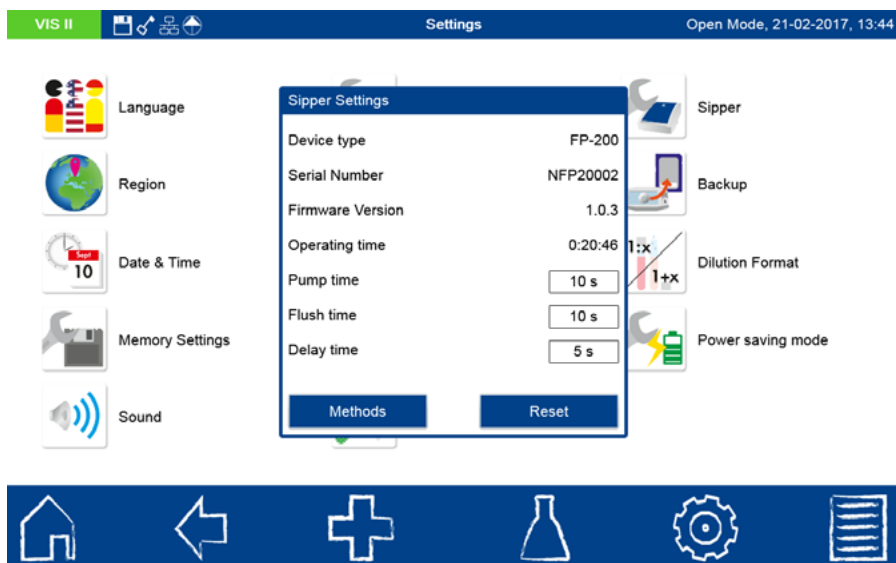 VIS II
Settings
Open Mode, 21-02-2017, 13:44
Language
Region
Sept
10
Date & Time
Memory Settings
Sound
Sipper Settings
Device type FP-200
Serial Number NFP20002
Firmware Version 1.0.3
Operating time 0:20:46
Pump time 10 s
Flush time 10 s
Delay time 5 s
Methods
Reset
Sipper
Backup
1:x
1+x
Dilution Format
Power saving mode